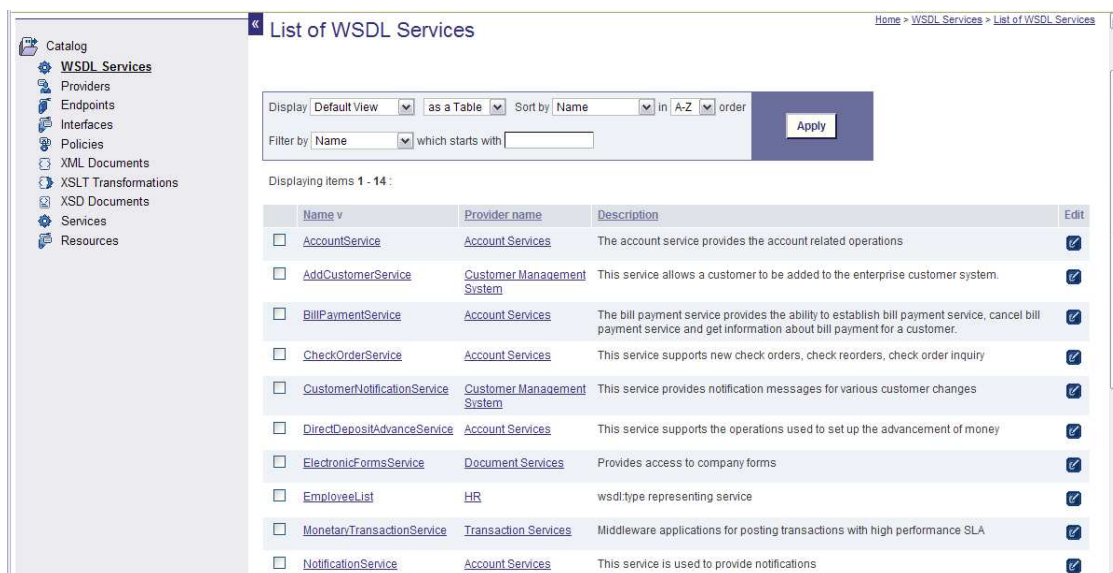 «
List of WSDL Services
Home > WSDL Services > List of WSDL Services
Catalog
WSDL Services
Providers
Endpoints
Interfaces
Policies
XML Documents
XSLT Transformations
XSD Documents
Services
Resources
Display Default View as a Table Sort by Name in A-Z order
Filter by Name which starts with
Apply
Displaying items 1 - 14 :
Name v Provider name Description Edit
AccountService Account Services The account service provides the account related operations
AddCustomerService Customer Management System This service allows a customer to be added to the enterprise customer system.
BillPaymentService Account Services The bill payment service provides the ability to establish bill payment service, cancel bill
payment service and get information about bill payment for a customer.
CheckOrderService Account Services This service supports new check orders, check reorders, check order inquiry
CustomerNotificationService Customer Management System This service provides notification messages for various customer changes
DirectDepositAdvanceService Account Services This service supports the operations used to set up the advancement of money
ElectronicFormsService Document Services Provides access to company forms
EmployeeList HR wsdl:type representing service
MonetaryTransactionService Transaction Services Middleware applications for posting transactions with high performance SLA
NotificationService Account Services This service is used to provide notifications